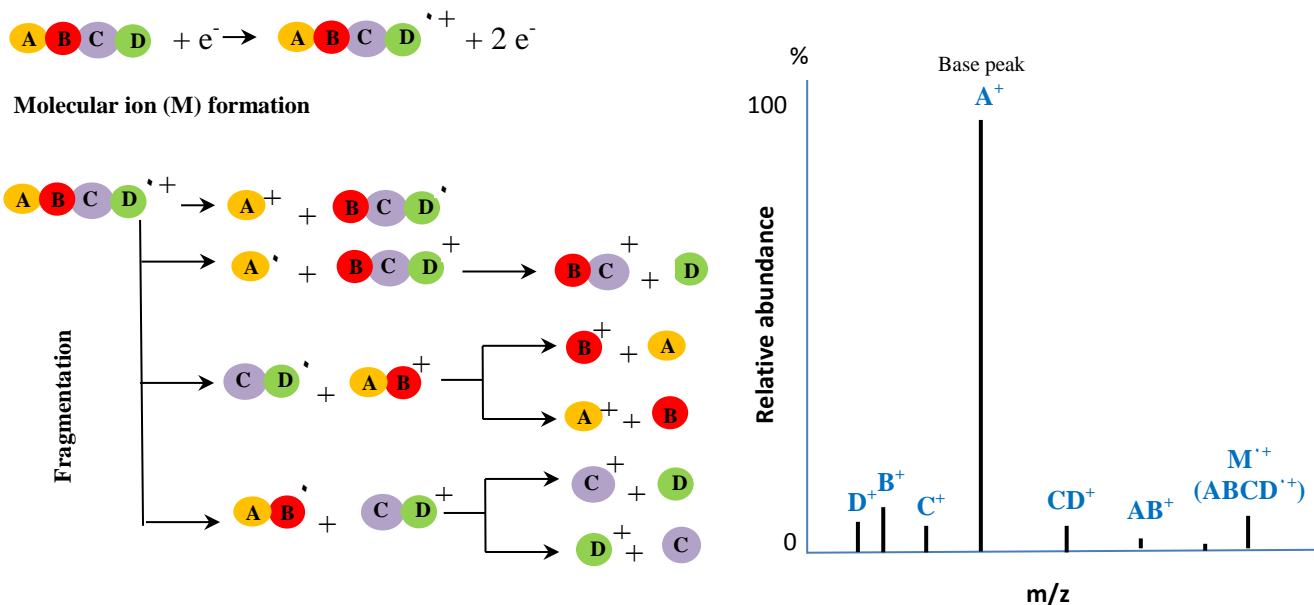 A B C D + e⁻ → A B C D ˙⁺ + 2 e⁻
Molecular ion (M) formation
A B C D ˙⁺ → A⁺ + B C D ˙
A ˙ + B C D ⁺ → B C ⁺ + D
Fragmentation
C D ˙ + A B ⁺
B⁺ + A
A⁺ + B
A B ˙ + C D ⁺
C⁺ + D
D⁺ + C
%
Base peak
A⁺
100
Relative abundance
D⁺
B⁺
C⁺
CD⁺
AB⁺
M˙⁺
(ABCD˙⁺)
0
m/z